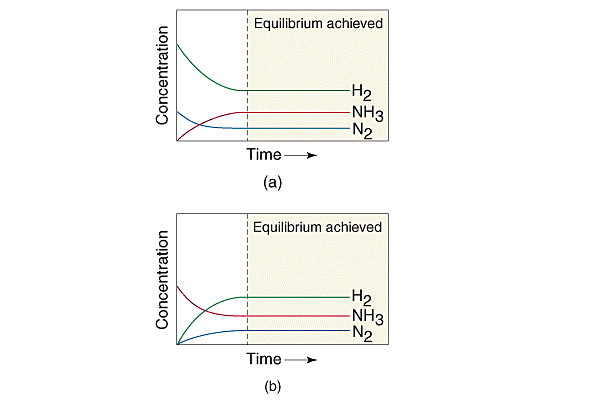 Equilibrium achieved
Concentration
H2
NH3
N2
Time
(a)
Equilibrium achieved
Concentration
H2
NH3
N2
Time
(b)